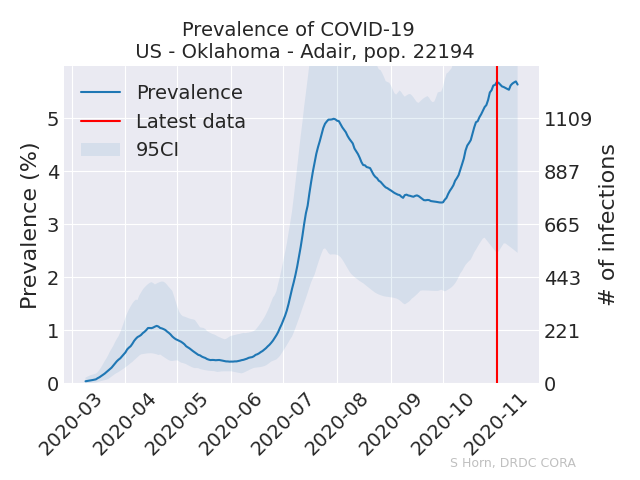 Prevalence of COVID-19
US - Oklahoma - Adair, pop. 22194
Prevalence
Latest data
95CI
Prevalence (%)
5
4
3
2
1
0
1109
887
665
443
221
0
# of infections
2020-03
2020-04
2020-05
2020-06
2020-07
2020-08
2020-09
2020-10
2020-11
S Horn, DRDC CORA